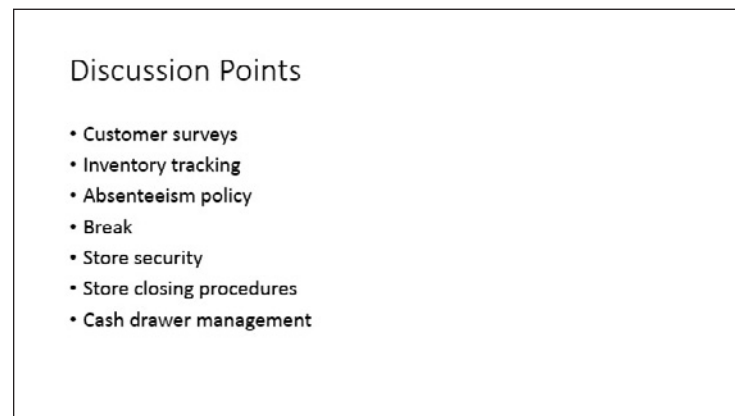 Discussion Points
• Customer surveys
• Inventory tracking
• Absenteeism policy
• Break
• Store security
• Store closing procedures
• Cash drawer management